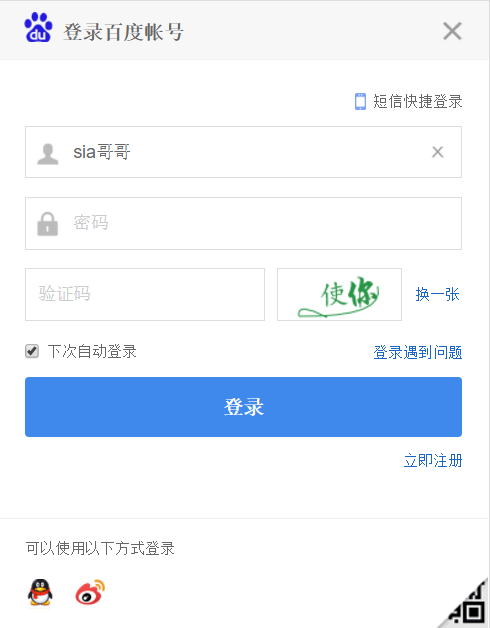 du 登录百度帐号
短信快捷登录
sia哥哥
密码
验证码 使你 换一张
下次自动登录 登录遇到问题
登录
立即注册
可以使用以下方式登录